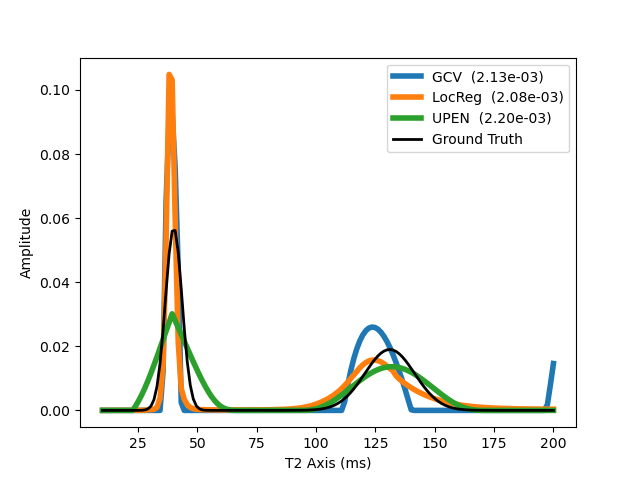 GCV (2.13e-03)
LocReg (2.08e-03)
UPEN (2.20e-03)
Ground Truth
0.10
0.08
0.06
0.04
0.02
0.00
Amplitude
25 50 75 100 125 150 175 200
T2 Axis (ms)